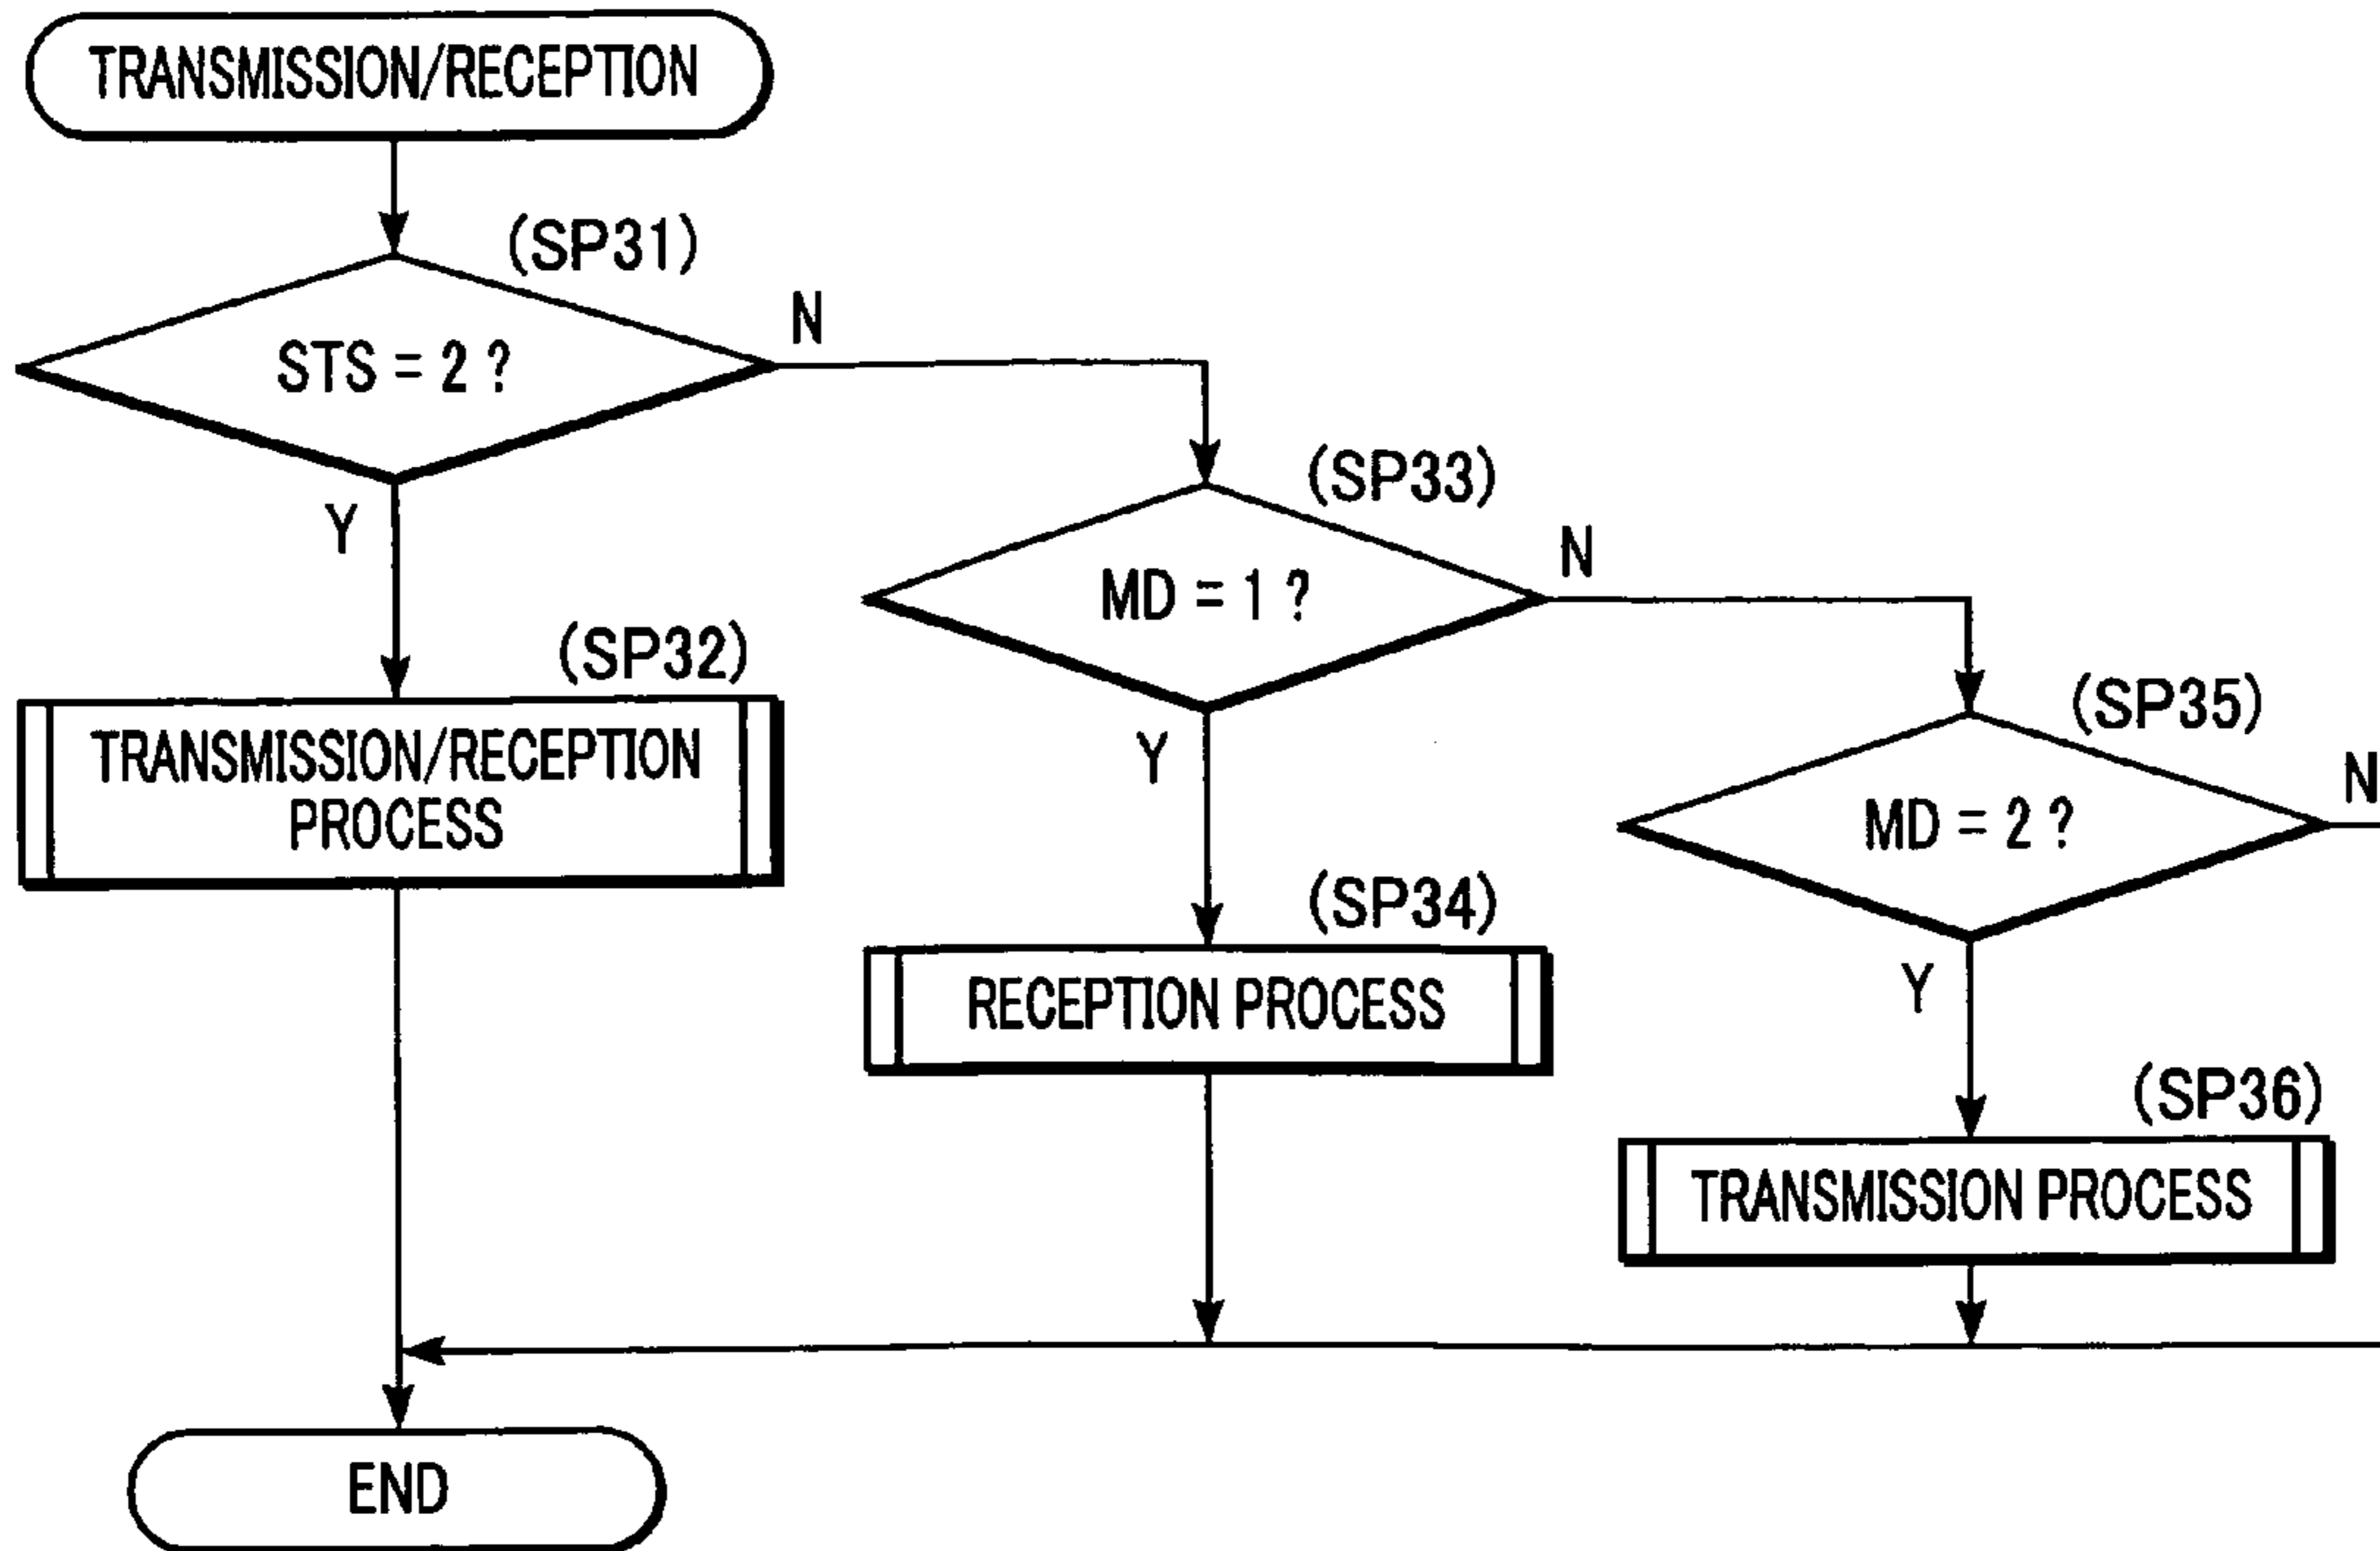 TRANSMISSION/RECEPTION
(SP31)
STS = 2 ?
N
Y
(SP33)
MD = 1 ?
N
Y
(SP32)
TRANSMISSION/RECEPTION
PROCESS
(SP35)
MD = 2 ?
N
Y
(SP34)
RECEPTION PROCESS
(SP36)
TRANSMISSION PROCESS
END